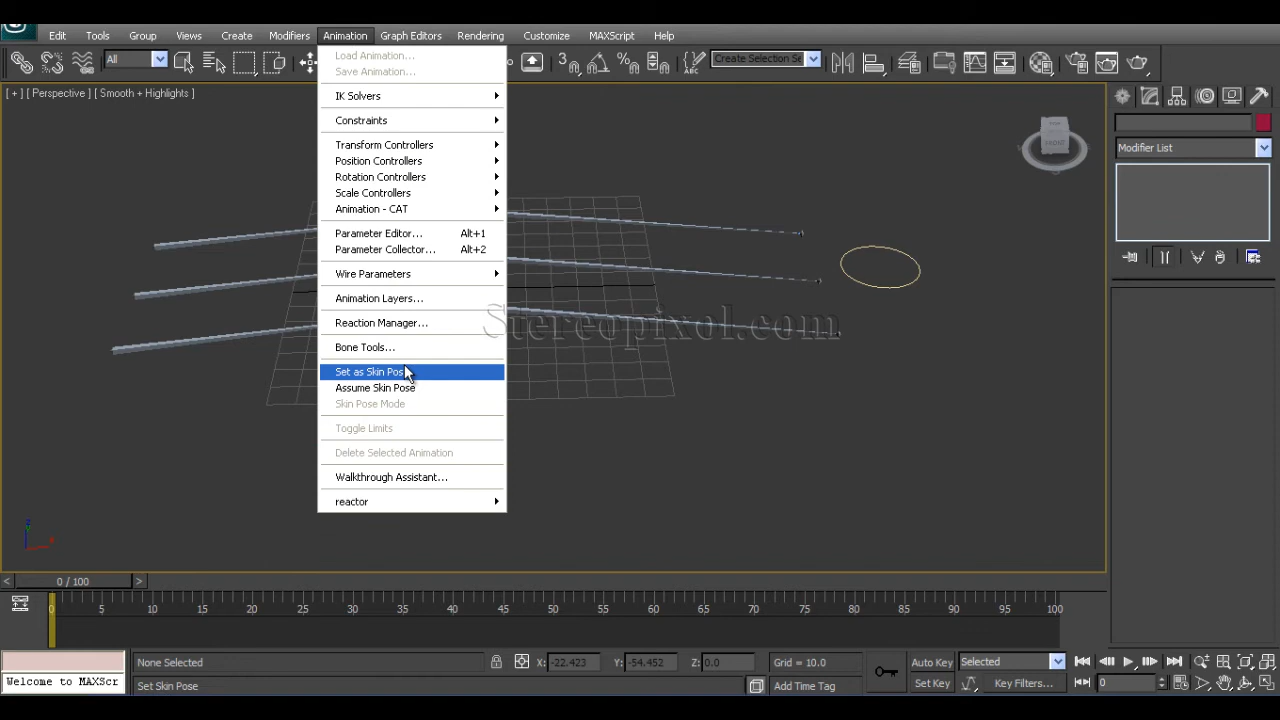 Edit Tools Group Views Create Modifiers Animation Graph Editors Rendering Customize MAXScript Help
All
Create Selection Se
[ + ] [ Perspective ] [ Smooth + Highlights ]
Load Animation...
Save Animation...
IK Solvers
Constraints
Transform Controllers
Position Controllers
Rotation Controllers
Scale Controllers
Animation - CAT
Parameter Editor... Alt+1
Parameter Collector... Alt+2
Wire Parameters
Animation Layers...
Reaction Manager...
Bone Tools...
Set as Skin Pose
Assume Skin Pose
Skin Pose Mode
Toggle Limits
Delete Selected Animation
Walkthrough Assistant...
reactor
Stereopixol.com
Modifier List
0 / 100
0 5 10 15 20 25 30 35 40 45 50 55 60 65 70 75 80 85 90 95 100
None Selected X: -22.423 Y: -54.452 Z: 0.0 Grid = 10.0 Auto Key Selected
Welcome to MAXScr Set Skin Pose Add Time Tag Set Key Key Filters... 0